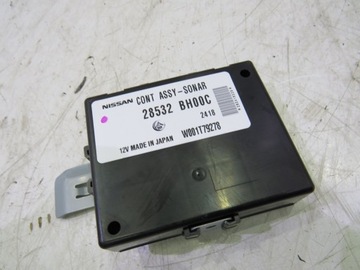 NISSAN CONT ASSY-SONAR
28532 BH00C
2418
12V MADE IN JAPAN W001T79278